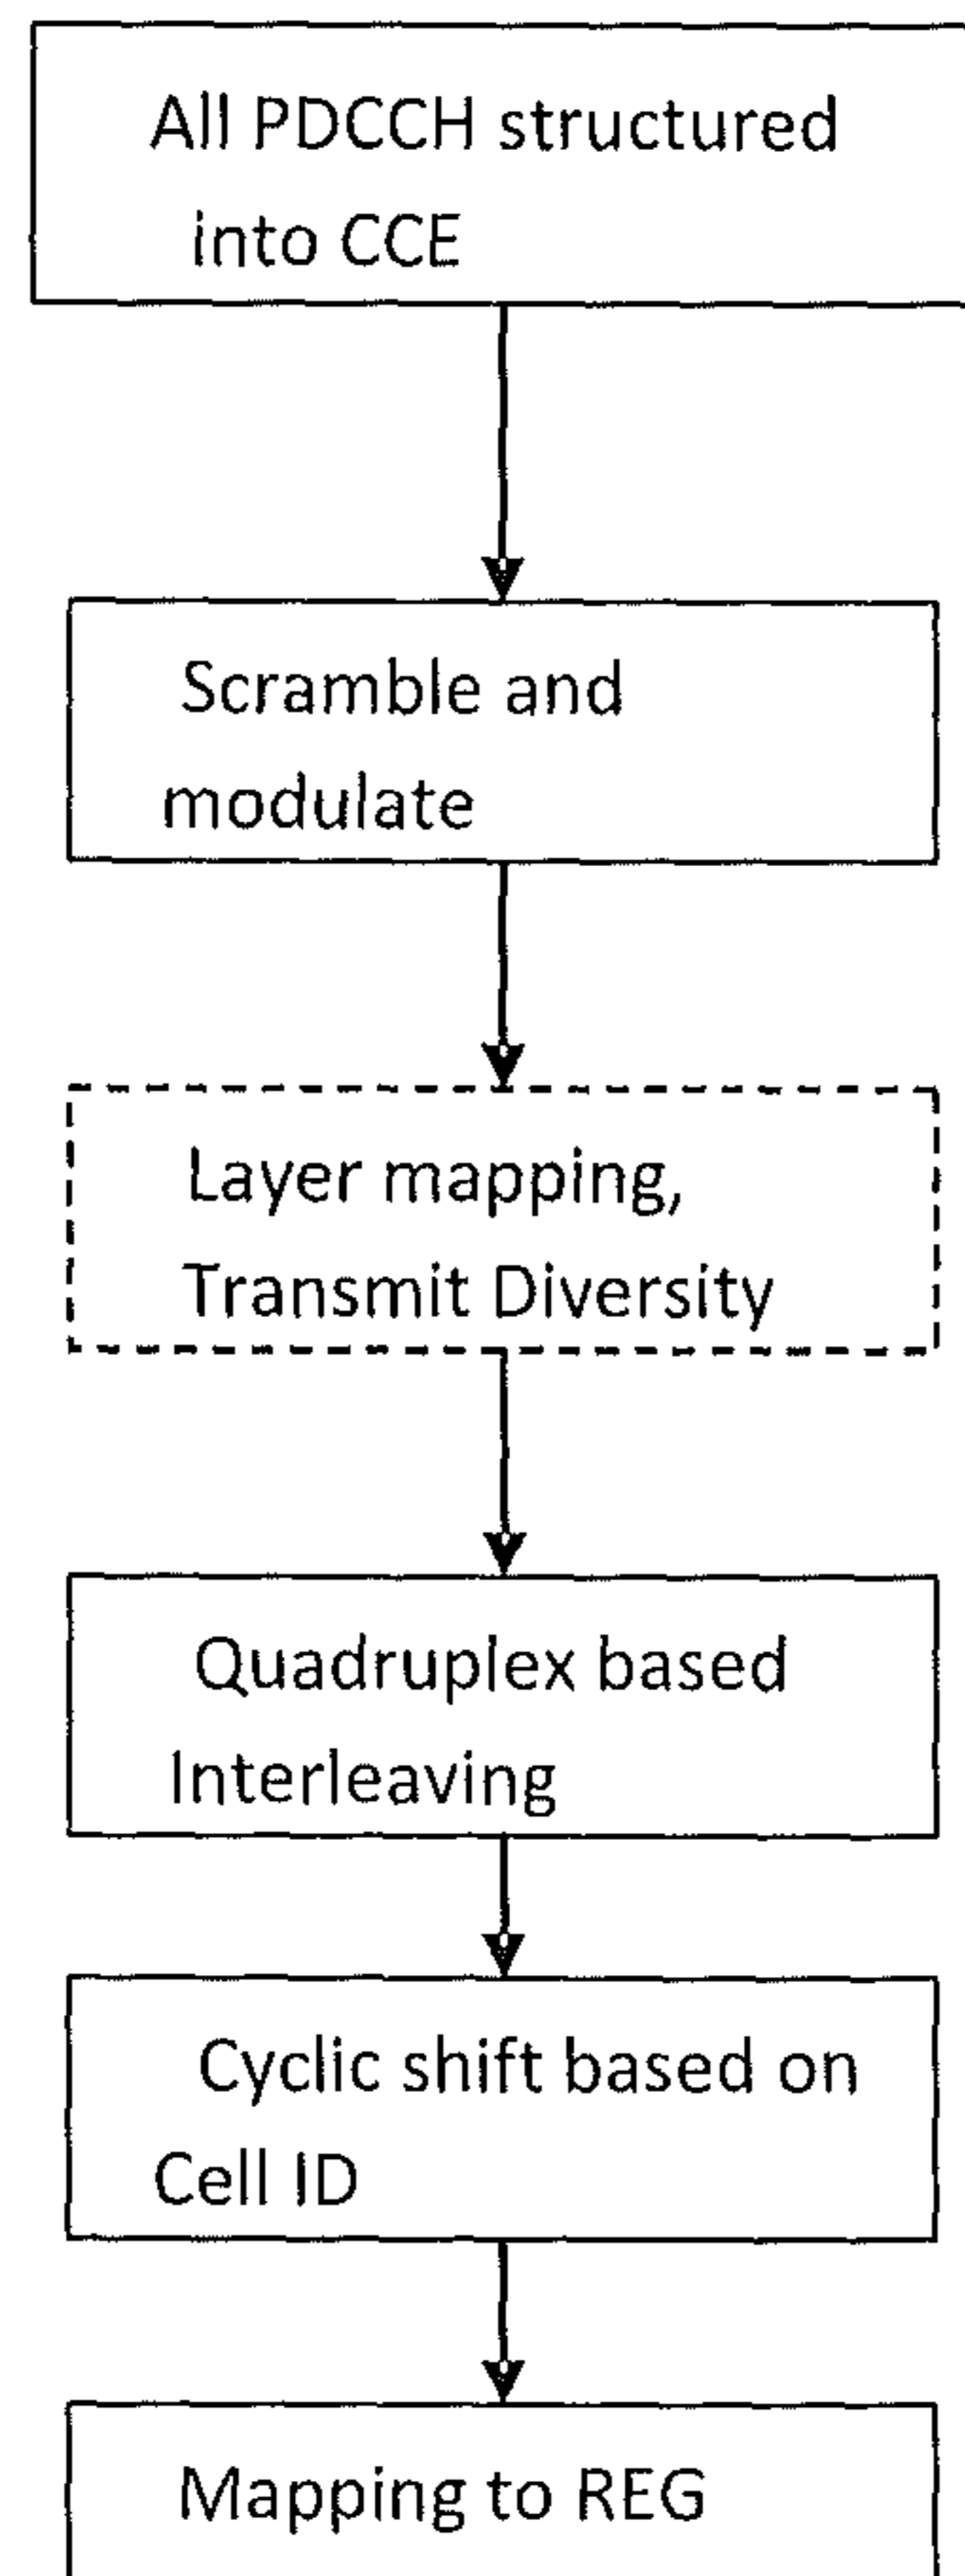 All PDCCH structured
into CCE
Scramble and
modulate
Layer mapping,
Transmit Diversity
Quadruplex based
Interleaving
Cyclic shift based on
Cell ID
Mapping to REG